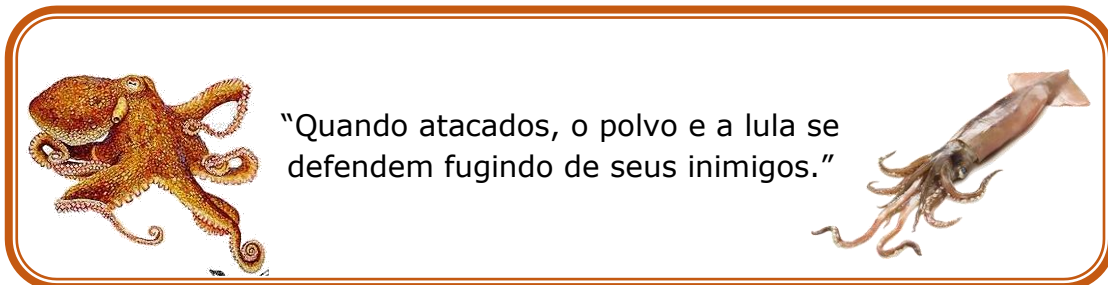 “Quando atacados, o polvo e a lula se
defendem fugindo de seus inimigos.”